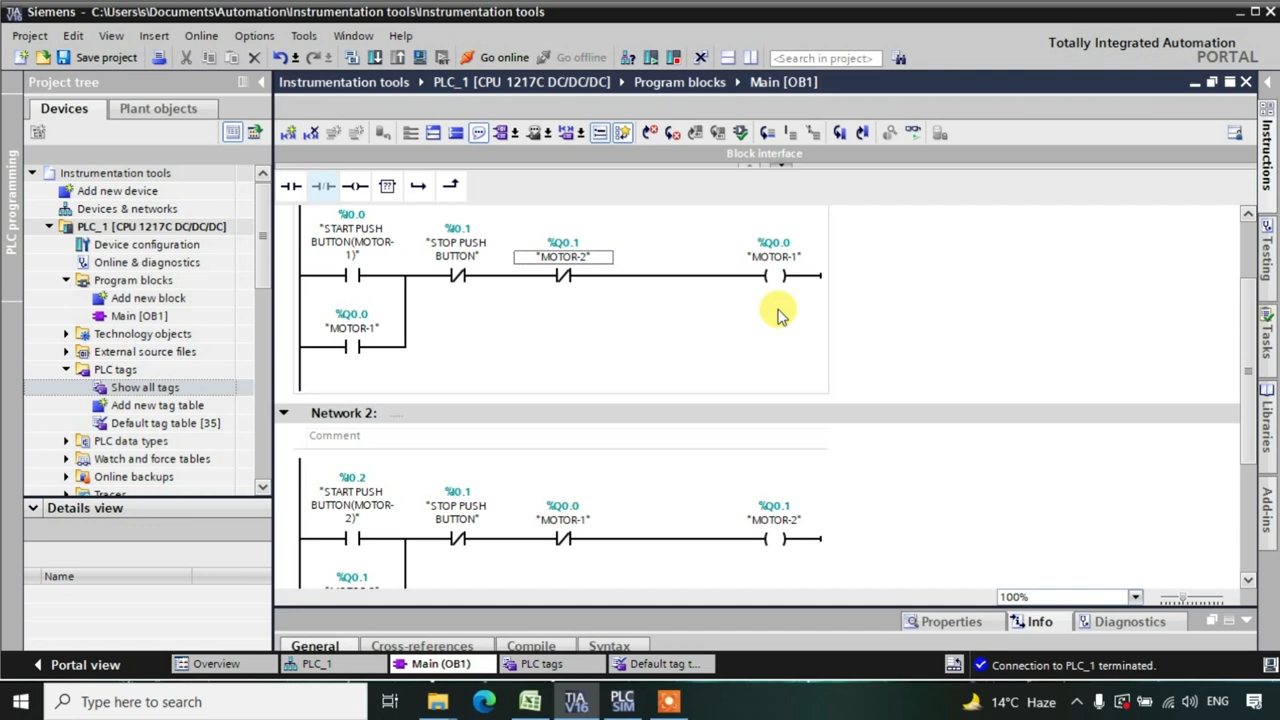 Siemens - C:\Users\s\Documents\Automation\Instrumentation tools\Instrumentation tools
Project Edit View Insert Online Options Tools Window Help
Totally Integrated Automation
PORTAL
Save project
Go online
Go offline
<Search in project>
Project tree
Instrumentation tools
PLC_1 [CPU 1217C DC/DC/DC]
Program blocks
Main [OB1]
Devices
Plant objects
Block interface
PLC programming
Instrumentation tools
Add new device
Devices & networks
PLC_1 [CPU 1217C DC/DC/DC]
Device configuration
Online & diagnostics
Program blocks
Add new block
Main [OB1]
Technology objects
External source files
PLC tags
Show all tags
Add new tag table
Default tag table [35]
PLC data types
Watch and force tables
Online backups
Traces
Details view
Name
??
%I0.0
"START PUSH
BUTTON(MOTOR-
1)"
%I0.1
"STOP PUSH
BUTTON"
%Q0.1
"MOTOR-2"
%Q0.0
"MOTOR-1"
%Q0.0
"MOTOR-1"
Network 2:
Comment
%I0.2
"START PUSH
BUTTON(MOTOR-
2)"
%I0.1
"STOP PUSH
BUTTON"
%Q0.0
"MOTOR-1"
%Q0.1
"MOTOR-2"
%Q0.1
100%
Properties
Info
Diagnostics
General
Cross-references
Compile
Syntax
Instructions
Testing
Tasks
Libraries
Add-ins
Portal view
Overview
PLC_1
Main (OB1)
PLC tags
Default tag t...
Connection to PLC_1 terminated.
Type here to search
TIA
V16
PLC
SIM
14°C Haze
ENG